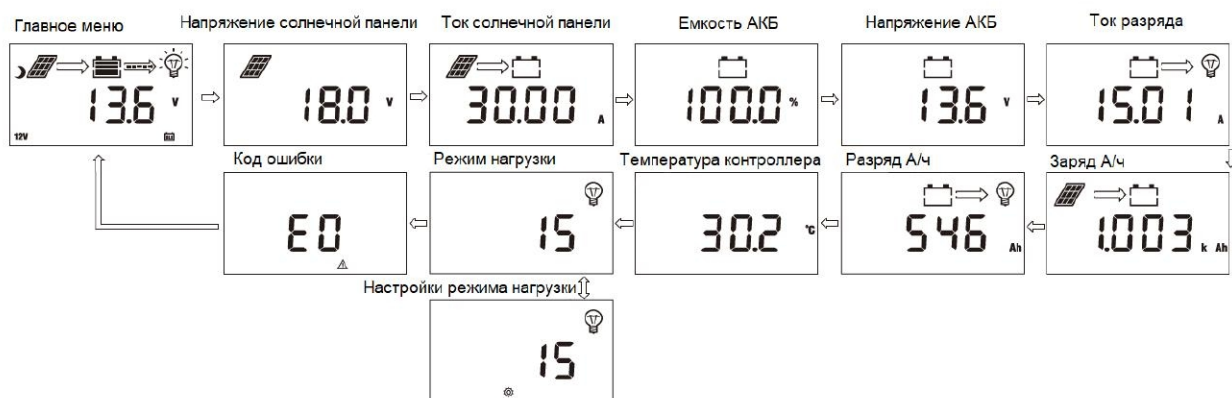 Главное меню
Напряжение солнечной панели
Ток солнечной панели
Емкость АКБ
Напряжение АКБ
Ток разряда
13.6 V
12V
18.0 V
30.00 A
100.0 %
13.6 V
15.01 A
Код ошибки
Режим нагрузки
Температура контроллера
Разряд А/ч
Заряд А/ч
E0
15
30.2 °C
546 Ah
1.003 k Ah
Настройки режима нагрузки
15